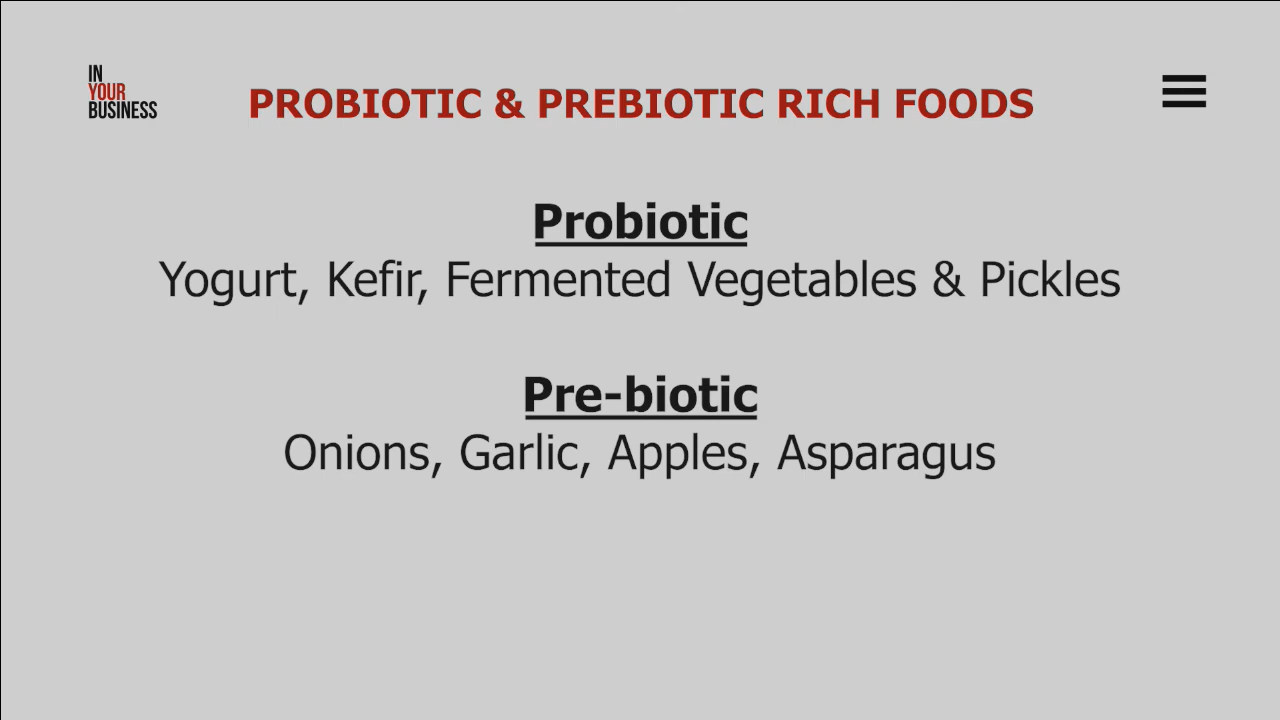 IN
YOUR
BUSINESS
PROBIOTIC & PREBIOTIC RICH FOODS
Probiotic
Yogurt, Kefir, Fermented Vegetables & Pickles
Pre-biotic
Onions, Garlic, Apples, Asparagus